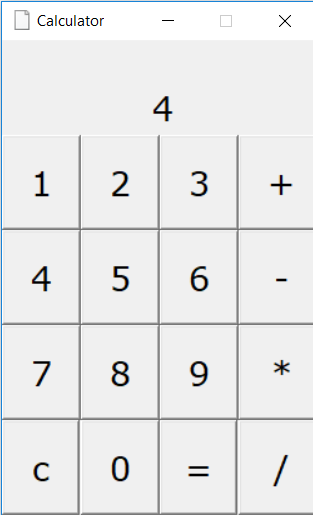 Calculator
4
1 2 3 +
4 5 6 -
7 8 9 *
c 0 = /